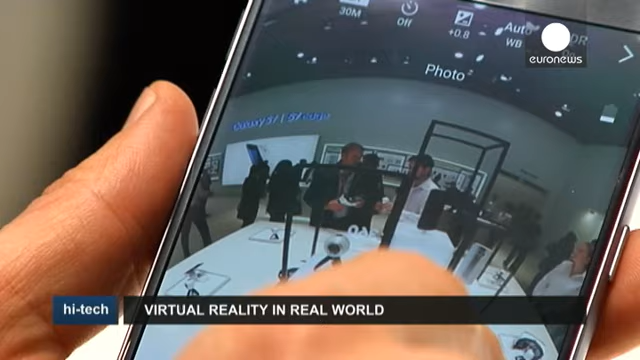 30M
Off
+0.8
Auto
WB
euronews
Photo
Galaxy S7 | S7 edge
hi-tech
VIRTUAL REALITY IN REAL WORLD